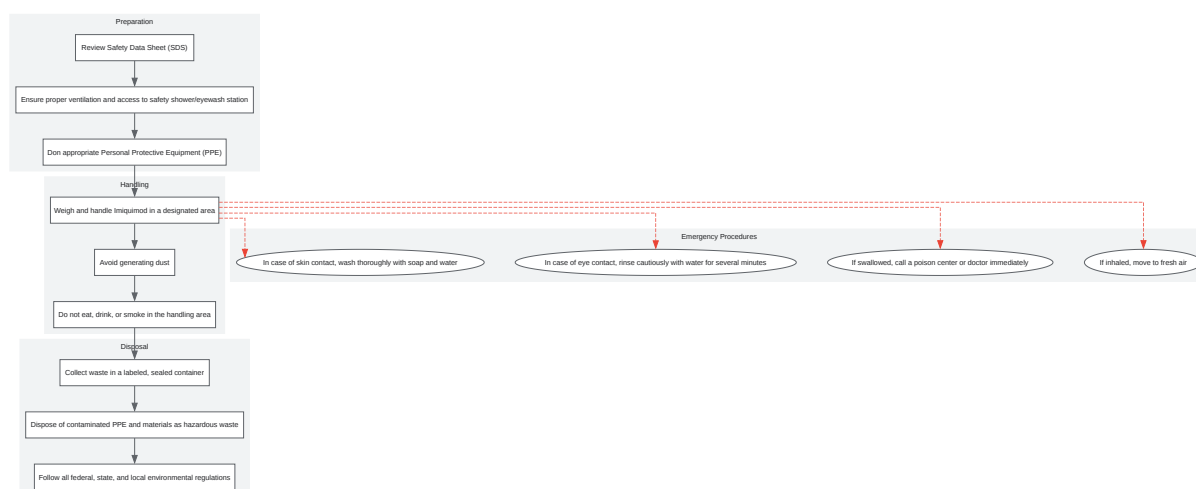 Preparation
Review Safety Data Sheet (SDS)
Ensure proper ventilation and access to safety shower/eyewash station
Don appropriate Personal Protective Equipment (PPE)
Handling
Weigh and handle Imiquimod in a designated area
Avoid generating dust
Do not eat, drink, or smoke in the handling area
Emergency Procedures
In case of skin contact, wash thoroughly with soap and water
In case of eye contact, rinse cautiously with water for several minutes
If swallowed, call a poison center or doctor immediately
If inhaled, move to fresh air
Disposal
Collect waste in a labeled, sealed container
Dispose of contaminated PPE and materials as hazardous waste
Follow all federal, state, and local environmental regulations